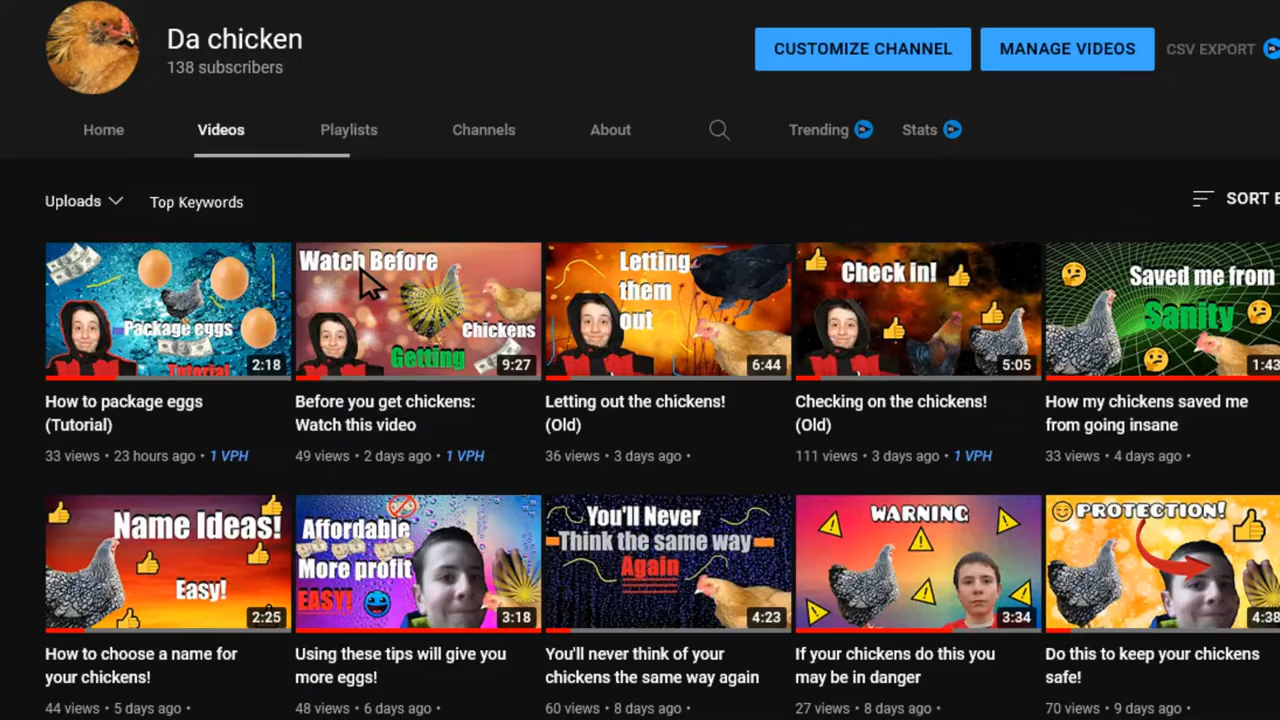 Da chicken
138 subscribers
CUSTOMIZE CHANNEL
MANAGE VIDEOS
CSV EXPORT
Home
Videos
Playlists
Channels
About
Trending
Stats
Uploads
Top Keywords
SORT
Package eggs
Tutorial
2:18
Watch Before
Getting
Chickens
9:27
Letting
them
out
6:44
Check in!
5:05
Saved me from
Sanity
1:43
How to package eggs
(Tutorial)
33 views • 23 hours ago • 1 VPH
Before you get chickens:
Watch this video
49 views • 2 days ago • 1 VPH
Letting out the chickens!
(Old)
36 views • 3 days ago •
Checking on the chickens!
(Old)
111 views • 3 days ago • 1 VPH
How my chickens saved me
from going insane
33 views • 4 days ago •
Name Ideas!
Easy!
2:25
Affordable
More profit
EASY!
3:18
You'll Never
Think the same way
Again
4:23
WARNING
3:34
PROTECTION!
4:38
How to choose a name for
your chickens!
44 views • 5 days ago •
Using these tips will give you
more eggs!
48 views • 6 days ago •
You'll never think of your
chickens the same way again
60 views • 8 days ago •
If your chickens do this you
may be in danger
27 views • 8 days ago •
Do this to keep your chickens
safe!
70 views • 9 days ago •